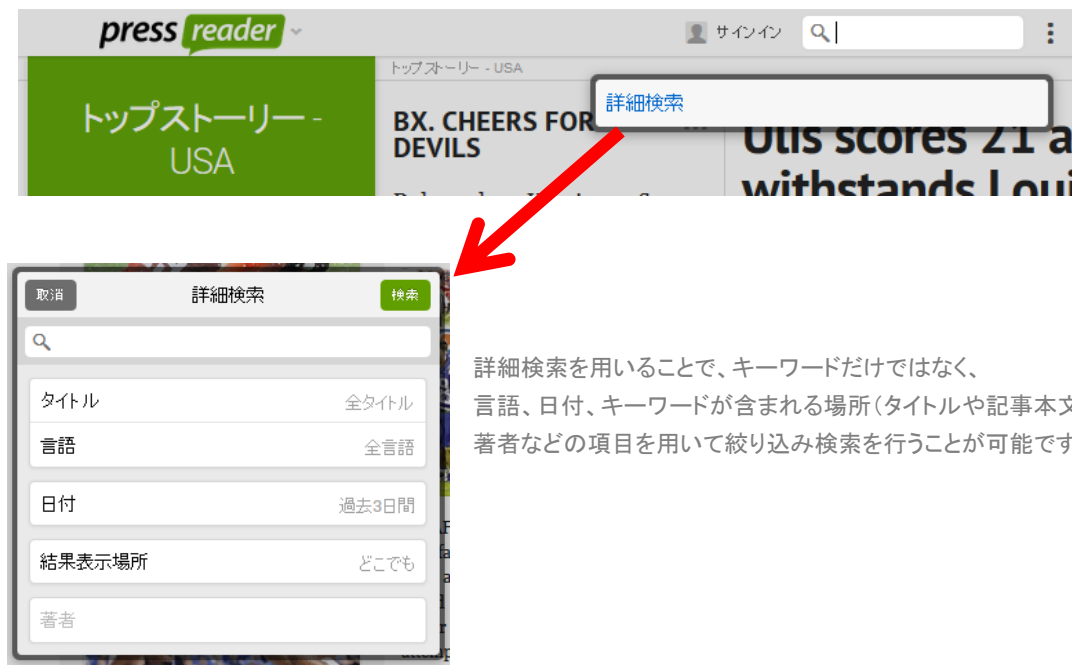 press reader
サインイン
トップストーリー - USA
トップストーリー -
USA
詳細検索
BX. CHEERS FOR
DEVILS
Ulis scores 21 a
withstands Loui
取消 詳細検索 検索
タイトル 全タイトル
言語 全言語
日付 過去3日間
結果表示場所 どこでも
著者
詳細検索を用いることで、キーワードだけではなく、
言語、日付、キーワードが含まれる場所(タイトルや記事本文
著者などの項目を用いて絞り込み検索を行うことが可能です